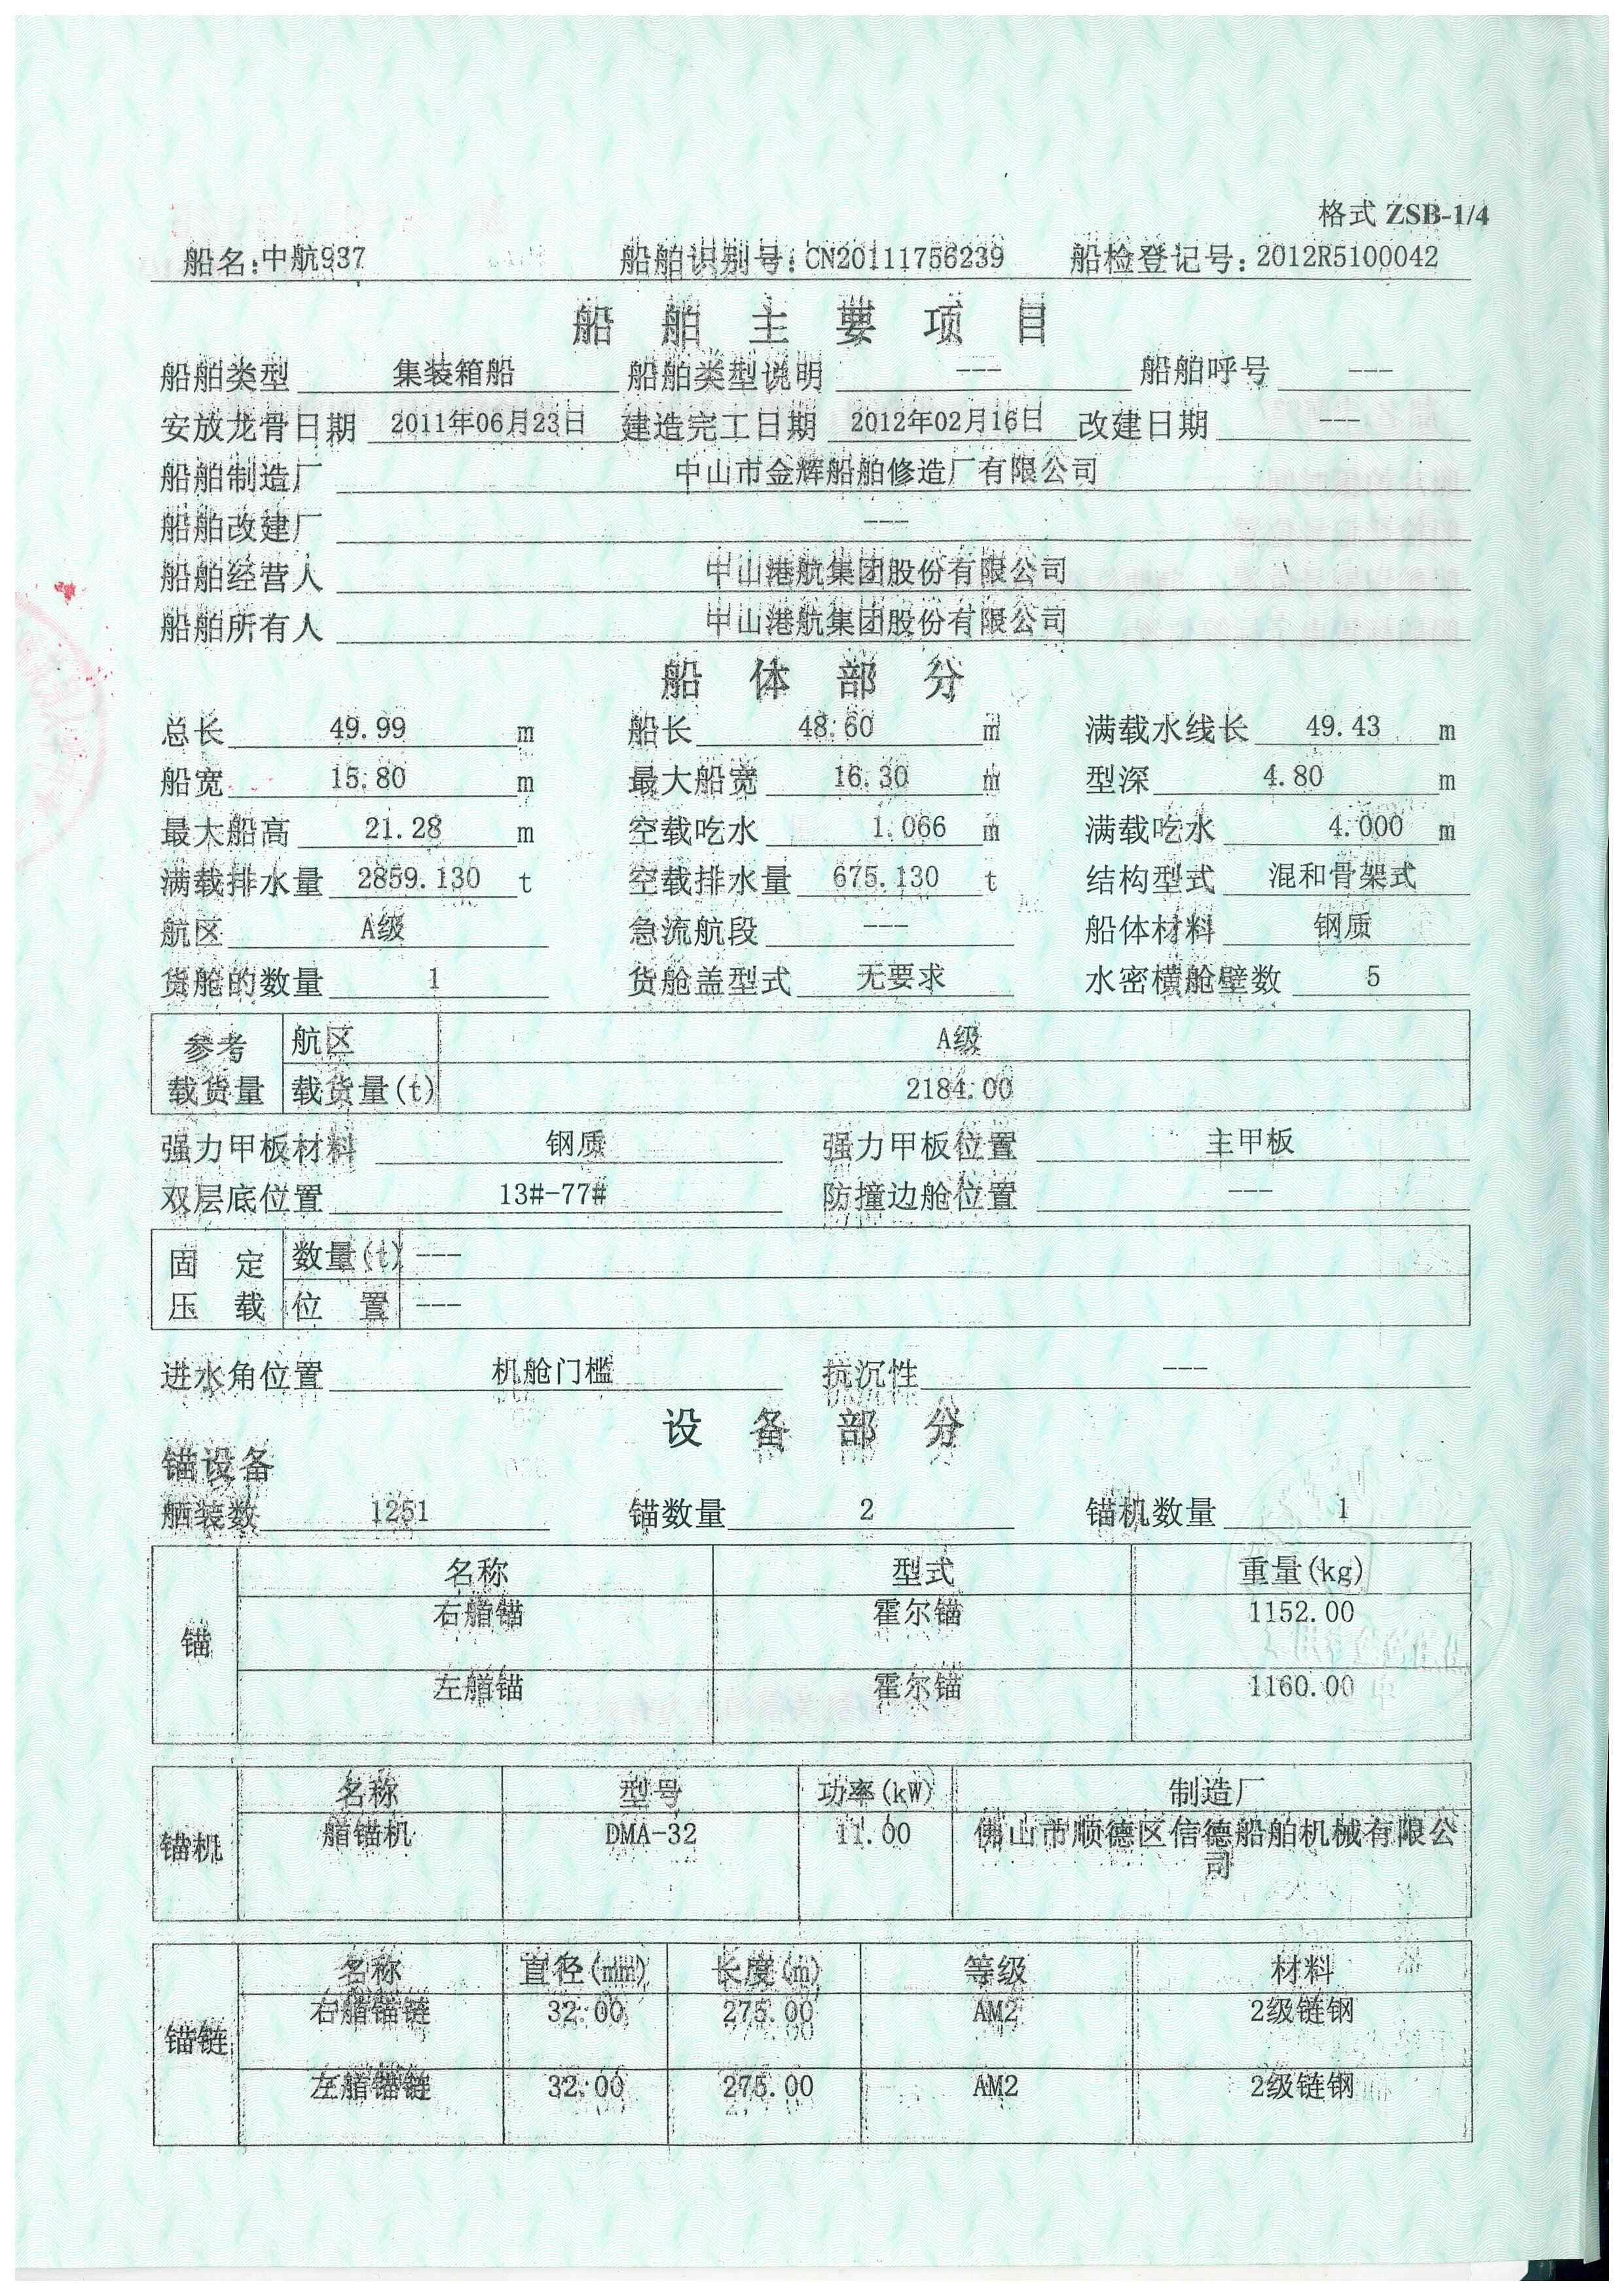 格式 ZSB-1/4
船名:中航937 船舶识别号:CN20111756239 船检登记号:2012R5100042
船舶主要项目
船舶类型 集装箱船 船舶类型说明 --- 船舶呼号 ---
安放龙骨日期 2011年06月23日 建造完工日期 2012年02月16日 改建日期 ---
船舶制造厂 中山市金辉船舶修造厂有限公司
船舶改建厂 ---
船舶经营人 中山港航集团股份有限公司
船舶所有人 中山港航集团股份有限公司
船体部分
总长 49.99 m 船长 48.60 m 满载水线长 49.43 m
船宽 15.80 m 最大船宽 16.30 m 型深 4.80 m
最大船高 21.28 m 空载吃水 1.066 m 满载吃水 4.000 m
满载排水量 2859.130 t 空载排水量 675.130 t 结构型式 混和骨架式
航区 A级 急流航段 --- 船体材料 钢质
货舱的数量 1 货舱盖型式 无要求 水密横舱壁数 5
参考 航区 A级
载货量 载货量(t) 2184.00
强力甲板材料 钢质 强力甲板位置 主甲板
双层底位置 13#-77# 防撞边舱位置 ---
固定 数量(t) ---
压载 位置 ---
进水角位置 机舱门槛 抗沉性 ---
设备部分
锚设备
舾装数 1251 锚数量 2 锚机数量 1
名称 型式 重量(kg)
锚 右艏锚 霍尔锚 1152.00
左艏锚 霍尔锚 1160.00
名称 型号 功率(kW) 制造厂
锚机 艏锚机 DMA-32 11.00 佛山市顺德区信德船舶机械有限公
司
名称 直径(mm) 长度(m) 等级 材料
锚链 右艏锚链 32.00 275.00 AM2 2级链钢
左艏锚链 32.00 275.00 AM2 2级链钢